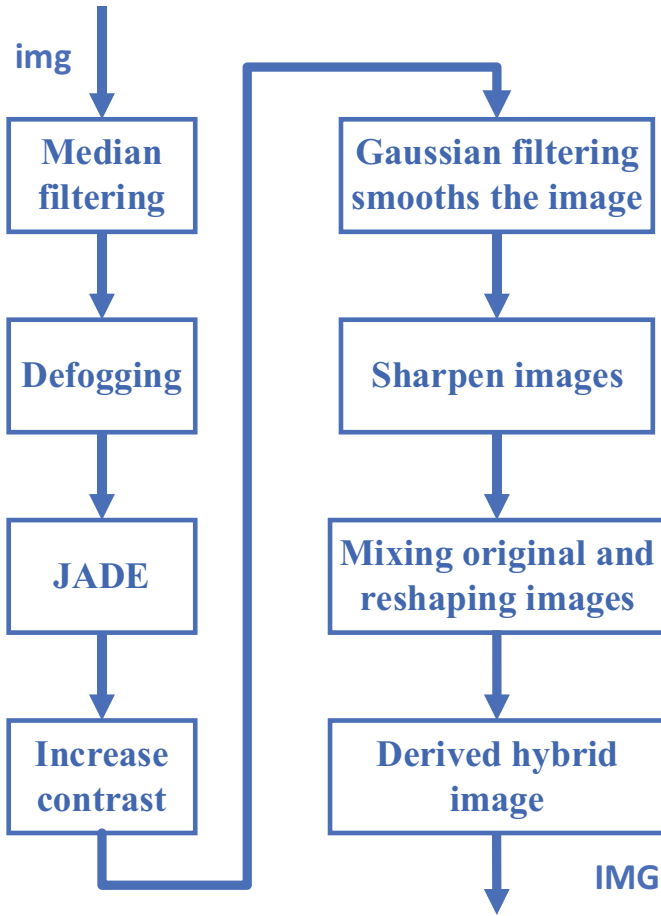 img
Median
filtering
Defogging
JADE
Increase
contrast
Gaussian filtering
smooths the image
Sharpen images
Mixing original and
reshaping images
Derived hybrid
image
IMG